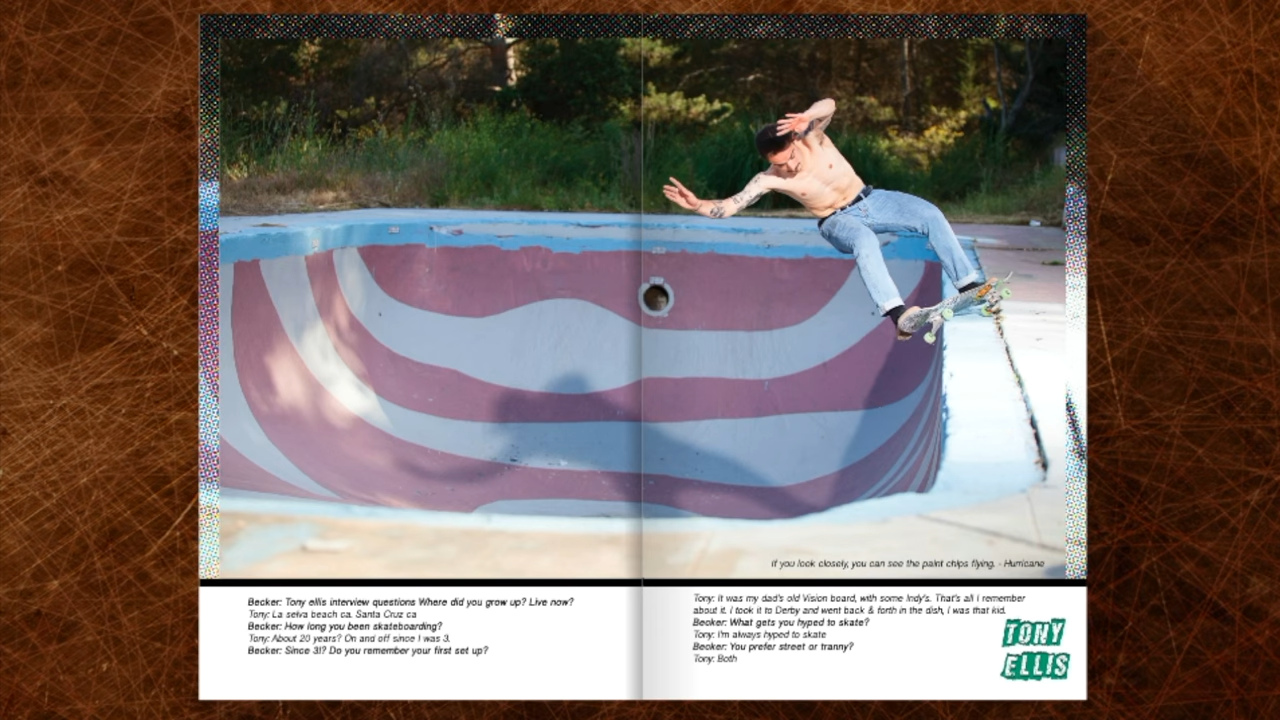 If you look closely, you can see the paint chips flying. - Hurricane
Becker: Tony ellis interview questions Where did you grow up? Live now?
Tony: La selva beach ca. Santa Cruz ca
Becker: How long you been skateboarding?
Tony: About 20 years? On and off since I was 3.
Becker: Since 3!? Do you remember your first set up?
Tony: It was my dad's old Vision board, with some Indy's. That's all I remember
about it. I took it to Derby and went back & forth in the dish, I was that kid.
Becker: What gets you hyped to skate?
Tony: I'm always hyped to skate
Becker: You prefer street or tranny?
Tony: Both
TONY
ELLIS